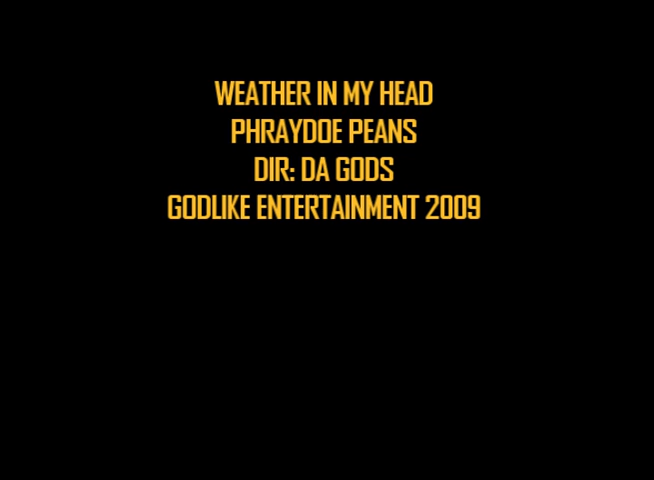 WEATHER IN MY HEAD
PHRAYDOE PEANS
DIR: DA GODS
GODLIKE ENTERTAINMENT 2009